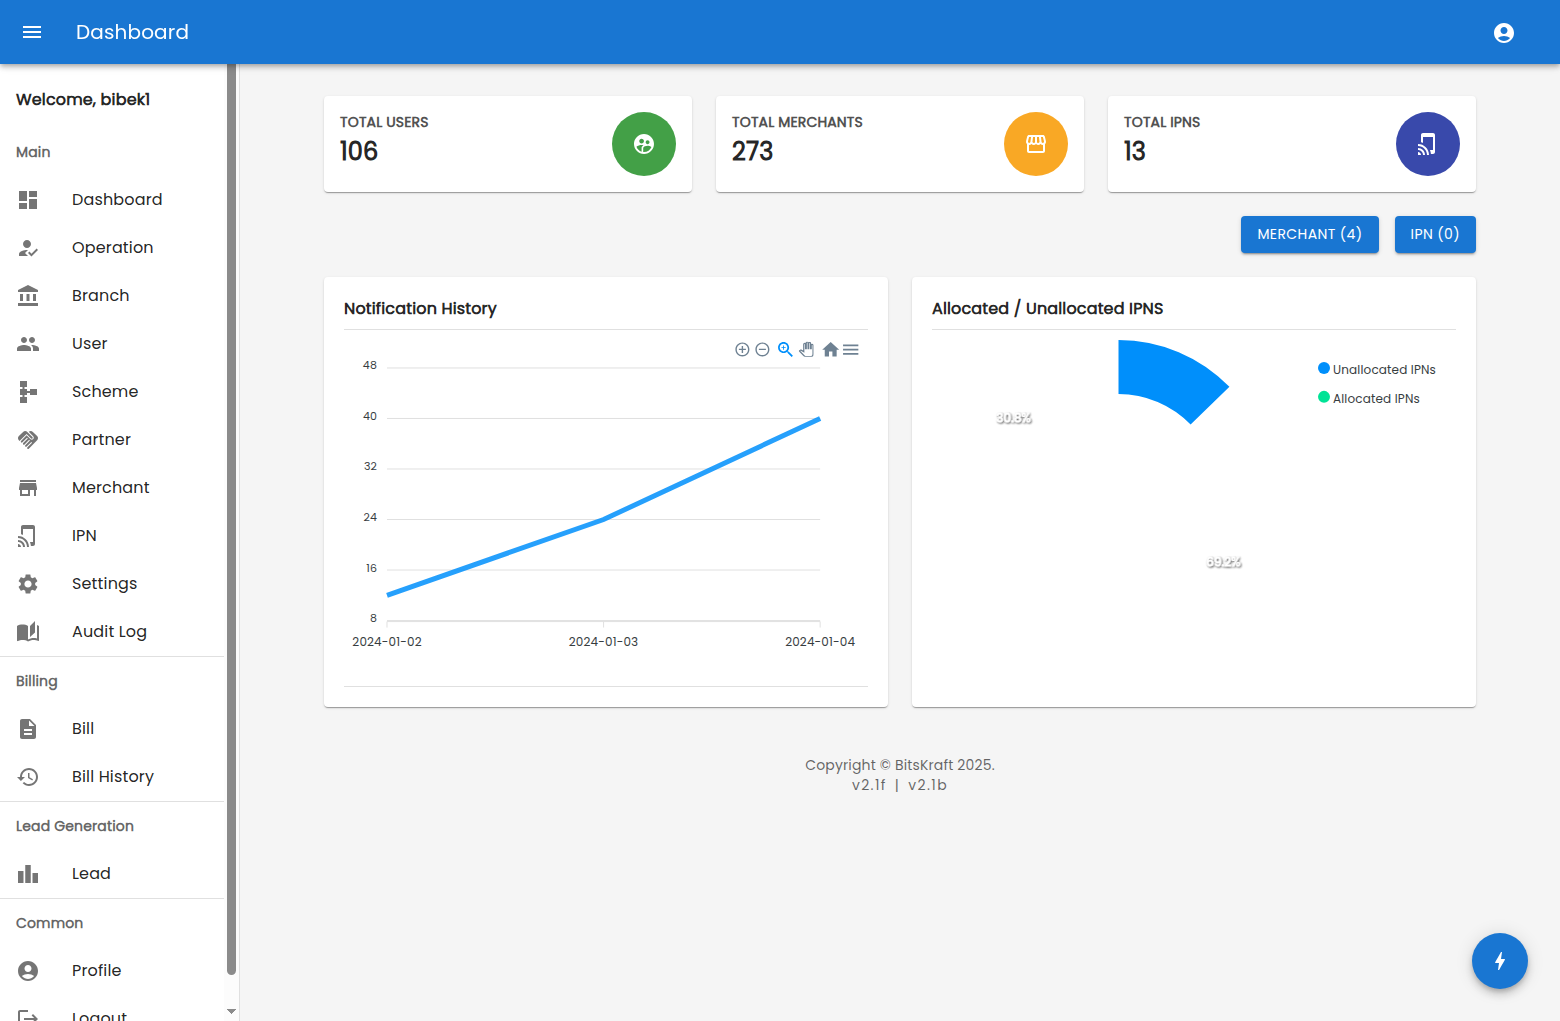 Dashboard
Welcome, bibek1
Main
Dashboard
Operation
Branch
User
Scheme
Partner
Merchant
IPN
Settings
Audit Log
Billing
Bill
Bill History
Lead Generation
Lead
Common
Profile
Logout
TOTAL USERS
106
TOTAL MERCHANTS
273
TOTAL IPNS
13
MERCHANT (4)
IPN (0)
Notification History
48
40
32
24
16
8
2024-01-02
2024-01-03
2024-01-04
Allocated / Unallocated IPNS
30.8%
69.2%
Unallocated IPNs
Allocated IPNs
Copyright © BitsKraft 2025.
v2.1f | v2.1b